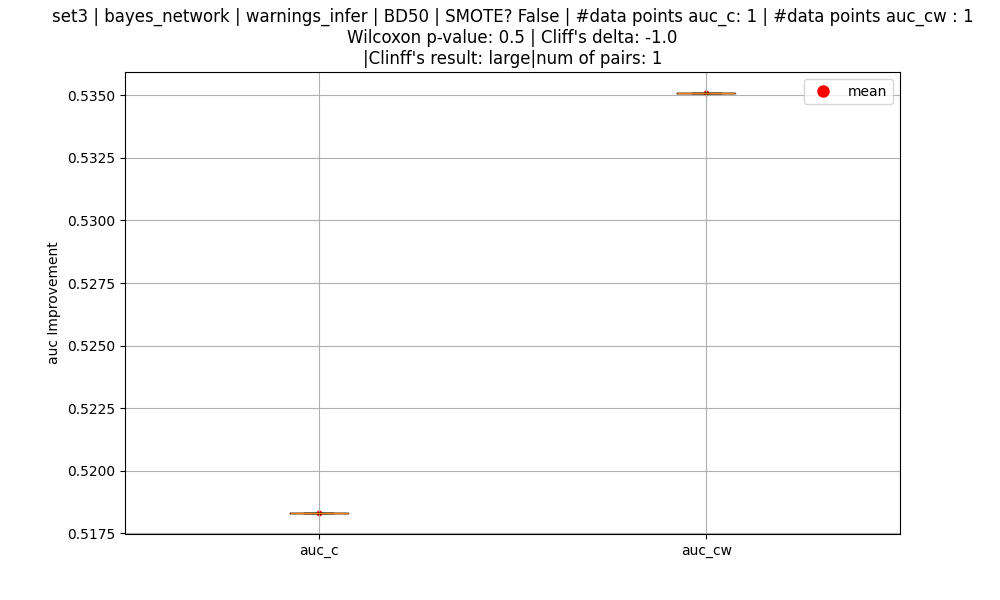 set3 | bayes_network | warnings_infer | BD50 | SMOTE? False | #data points auc_c: 1 | #data points auc_cw : 1
Wilcoxon p-value: 0.5 | Cliff's delta: -1.0
|Clinff's result: large|num of pairs: 1
mean
0.5350
0.5325
0.5300
0.5275
0.5250
0.5225
0.5200
0.5175
auc Improvement
auc_c
auc_cw